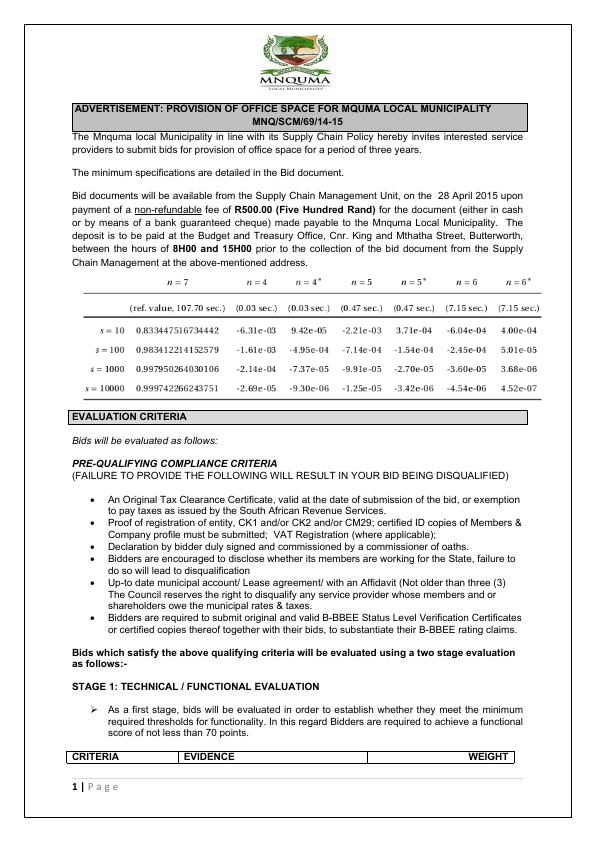 MNQUMA
LOCAL MUNICIPALITY
ADVERTISEMENT: PROVISION OF OFFICE SPACE FOR MQUMA LOCAL MUNICIPALITY
MNQ/SCM/69/14-15
The Mnquma local Municipality in line with its Supply Chain Policy hereby invites interested service
providers to submit bids for provision of office space for a period of three years.
The minimum specifications are detailed in the Bid document.
Bid documents will be available from the Supply Chain Management Unit, on the 28 April 2015 upon
payment of a non-refundable fee of R500.00 (Five Hundred Rand) for the document (either in cash
or by means of a bank guaranteed cheque) made payable to the Mnquma Local Municipality. The
deposit is to be paid at the Budget and Treasury Office, Cnr. King and Mthatha Street, Butterworth,
between the hours of 8H00 and 15H00 prior to the collection of the bid document from the Supply
Chain Management at the above-mentioned address.
n = 7 n = 4 n = 4* n = 5 n = 5* n = 6 n = 6*
(ref. value, 107.70 sec.) (0.03 sec.) (0.03 sec.) (0.47 sec.) (0.47 sec.) (7.15 sec.) (7.15 sec.)
s = 10 0.833447516734442 -6.31e-03 9.42e-05 -2.21e-03 3.71e-04 -6.04e-04 4.00e-04
s = 100 0.983412214152579 -1.61e-03 -4.95e-04 -7.14e-04 -1.54e-04 -2.45e-04 5.01e-05
s = 1000 0.997950264030106 -2.14e-04 -7.37e-05 -9.91e-05 -2.70e-05 -3.60e-05 3.68e-06
s = 10000 0.999742266243751 -2.69e-05 -9.30e-06 -1.25e-05 -3.42e-06 -4.54e-06 4.52e-07
EVALUATION CRITERIA
Bids will be evaluated as follows:
PRE-QUALIFYING COMPLIANCE CRITERIA
(FAILURE TO PROVIDE THE FOLLOWING WILL RESULT IN YOUR BID BEING DISQUALIFIED)
• An Original Tax Clearance Certificate, valid at the date of submission of the bid, or exemption
to pay taxes as issued by the South African Revenue Services.
• Proof of registration of entity, CK1 and/or CK2 and/or CM29; certified ID copies of Members &
Company profile must be submitted; VAT Registration (where applicable);
• Declaration by bidder duly signed and commissioned by a commissioner of oaths.
• Bidders are encouraged to disclose whether its members are working for the State, failure to
do so will lead to disqualification
• Up-to date municipal account/ Lease agreement/ with an Affidavit (Not older than three (3)
The Council reserves the right to disqualify any service provider whose members and or
shareholders owe the municipal rates & taxes.
• Bidders are required to submit original and valid B-BBEE Status Level Verification Certificates
or certified copies thereof together with their bids, to substantiate their B-BBEE rating claims.
Bids which satisfy the above qualifying criteria will be evaluated using a two stage evaluation
as follows:-
STAGE 1: TECHNICAL / FUNCTIONAL EVALUATION
➢ As a first stage, bids will be evaluated in order to establish whether they meet the minimum
required thresholds for functionality. In this regard Bidders are required to achieve a functional
score of not less than 70 points.
CRITERIA EVIDENCE WEIGHT
1 | Page